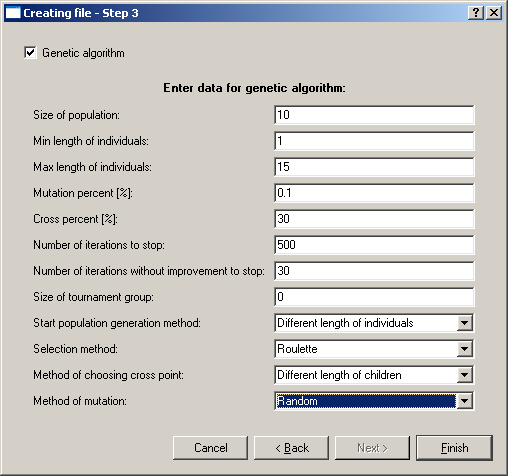 Creating file - Step 3
Genetic algorithm
Enter data for genetic algorithm:
Size of population: 10
Min length of individuals: 1
Max length of individuals: 15
Mutation percent [%]: 0.1
Cross percent [%]: 30
Number of iterations to stop: 500
Number of iterations without improvement to stop: 30
Size of tournament group: 0
Start population generation method: Different length of individuals
Selection method: Roulette
Method of choosing cross point: Different length of children
Method of mutation: Random
Cancel < Back Next > Finish